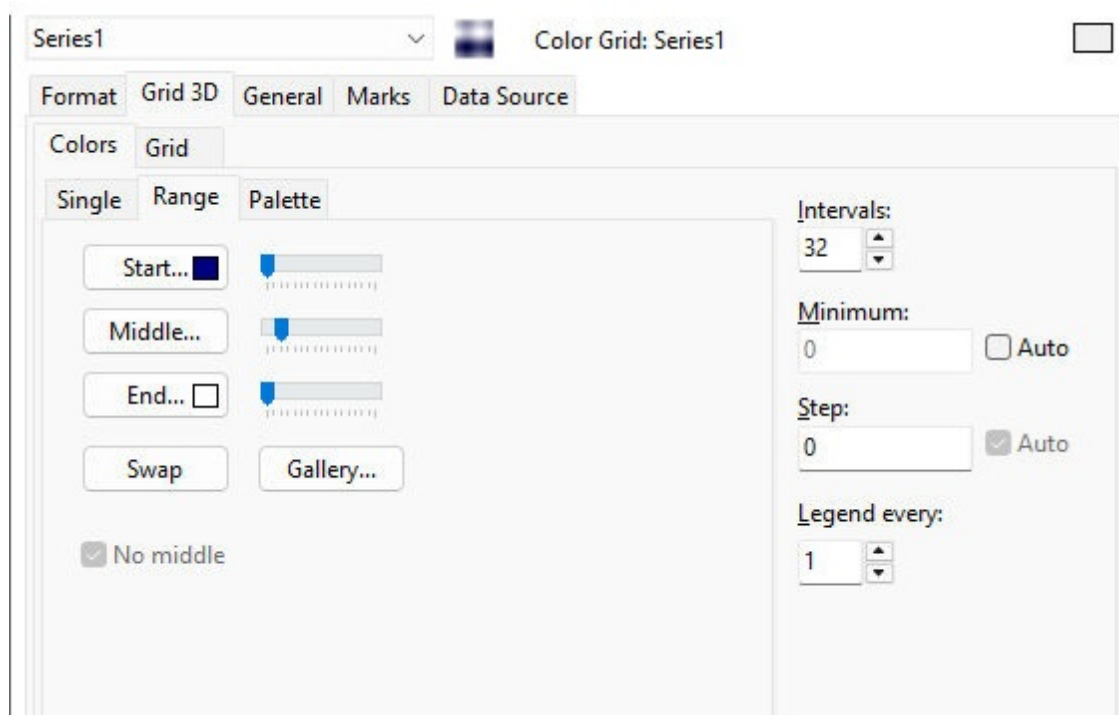 Series1
Color Grid: Series1
Format Grid 3D General Marks Data Source
Colors Grid
Single Range Palette
Start...
Middle...
End...
Swap Gallery...
No middle
Intervals:
32
Minimum:
0 Auto
Step:
0 Auto
Legend every:
1